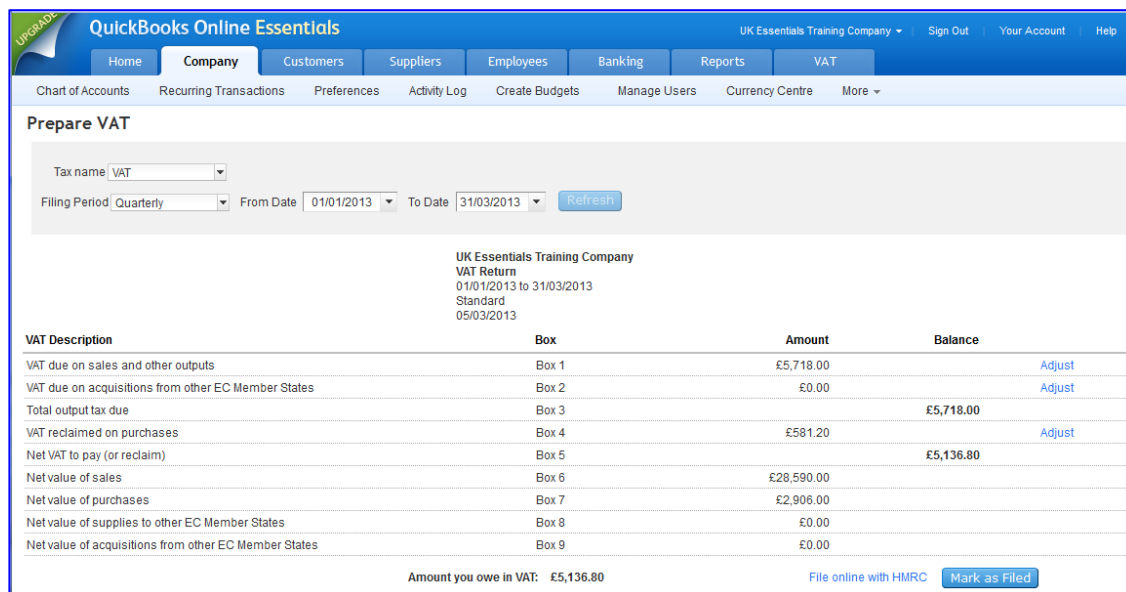 UPGRADE
QuickBooks Online Essentials
UK Essentials Training Company Sign Out Your Account Help
Home Company Customers Suppliers Employees Banking Reports VAT
Chart of Accounts Recurring Transactions Preferences Activity Log Create Budgets Manage Users Currency Centre More
Prepare VAT
Tax name VAT
Filing Period Quarterly From Date 01/01/2013 To Date 31/03/2013 Refresh
UK Essentials Training Company
VAT Return
01/01/2013 to 31/03/2013
Standard
05/03/2013
VAT Description Box Amount Balance
VAT due on sales and other outputs Box 1 £5,718.00 Adjust
VAT due on acquisitions from other EC Member States Box 2 £0.00 Adjust
Total output tax due Box 3 £5,718.00
VAT reclaimed on purchases Box 4 £581.20 Adjust
Net VAT to pay (or reclaim) Box 5 £5,136.80
Net value of sales Box 6 £28,590.00
Net value of purchases Box 7 £2,906.00
Net value of supplies to other EC Member States Box 8 £0.00
Net value of acquisitions from other EC Member States Box 9 £0.00
Amount you owe in VAT: £5,136.80 File online with HMRC Mark as Filed